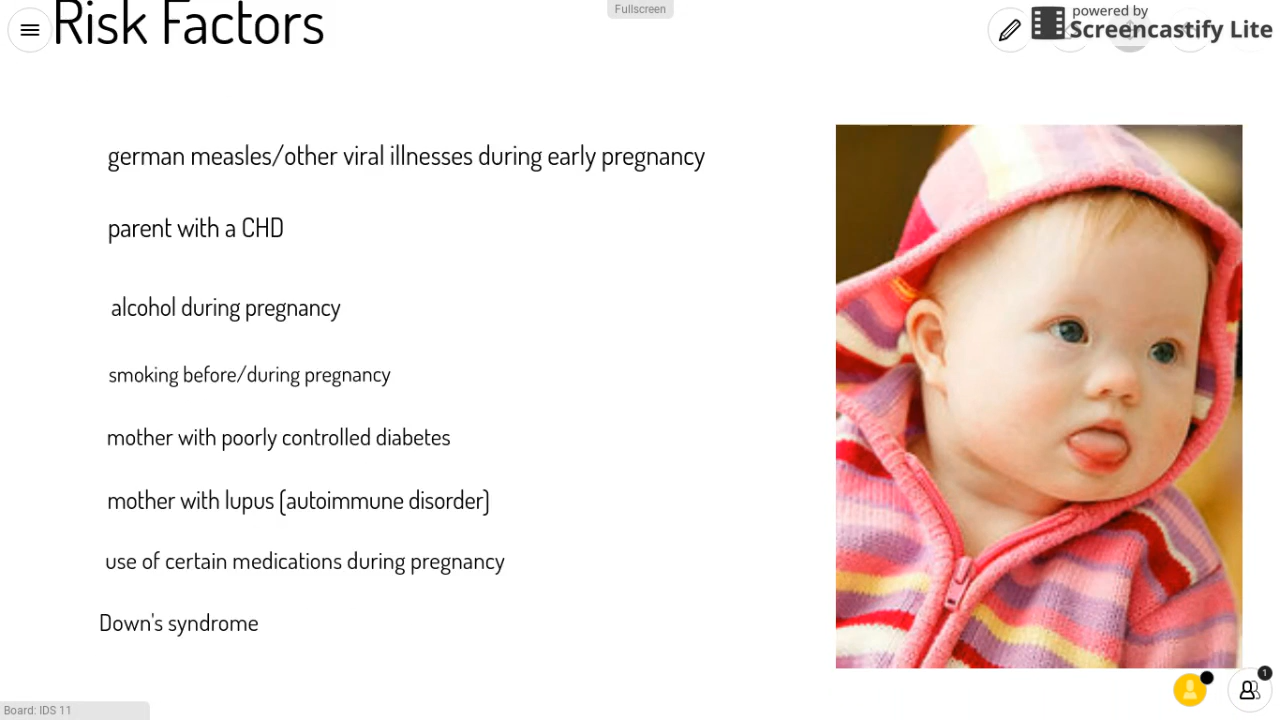 Risk Factors
Fullscreen
powered by
Screencastify Lite
german measles/other viral illnesses during early pregnancy
parent with a CHD
alcohol during pregnancy
smoking before/during pregnancy
mother with poorly controlled diabetes
mother with lupus (autoimmune disorder)
use of certain medications during pregnancy
Down's syndrome
1
Board: IDS 11